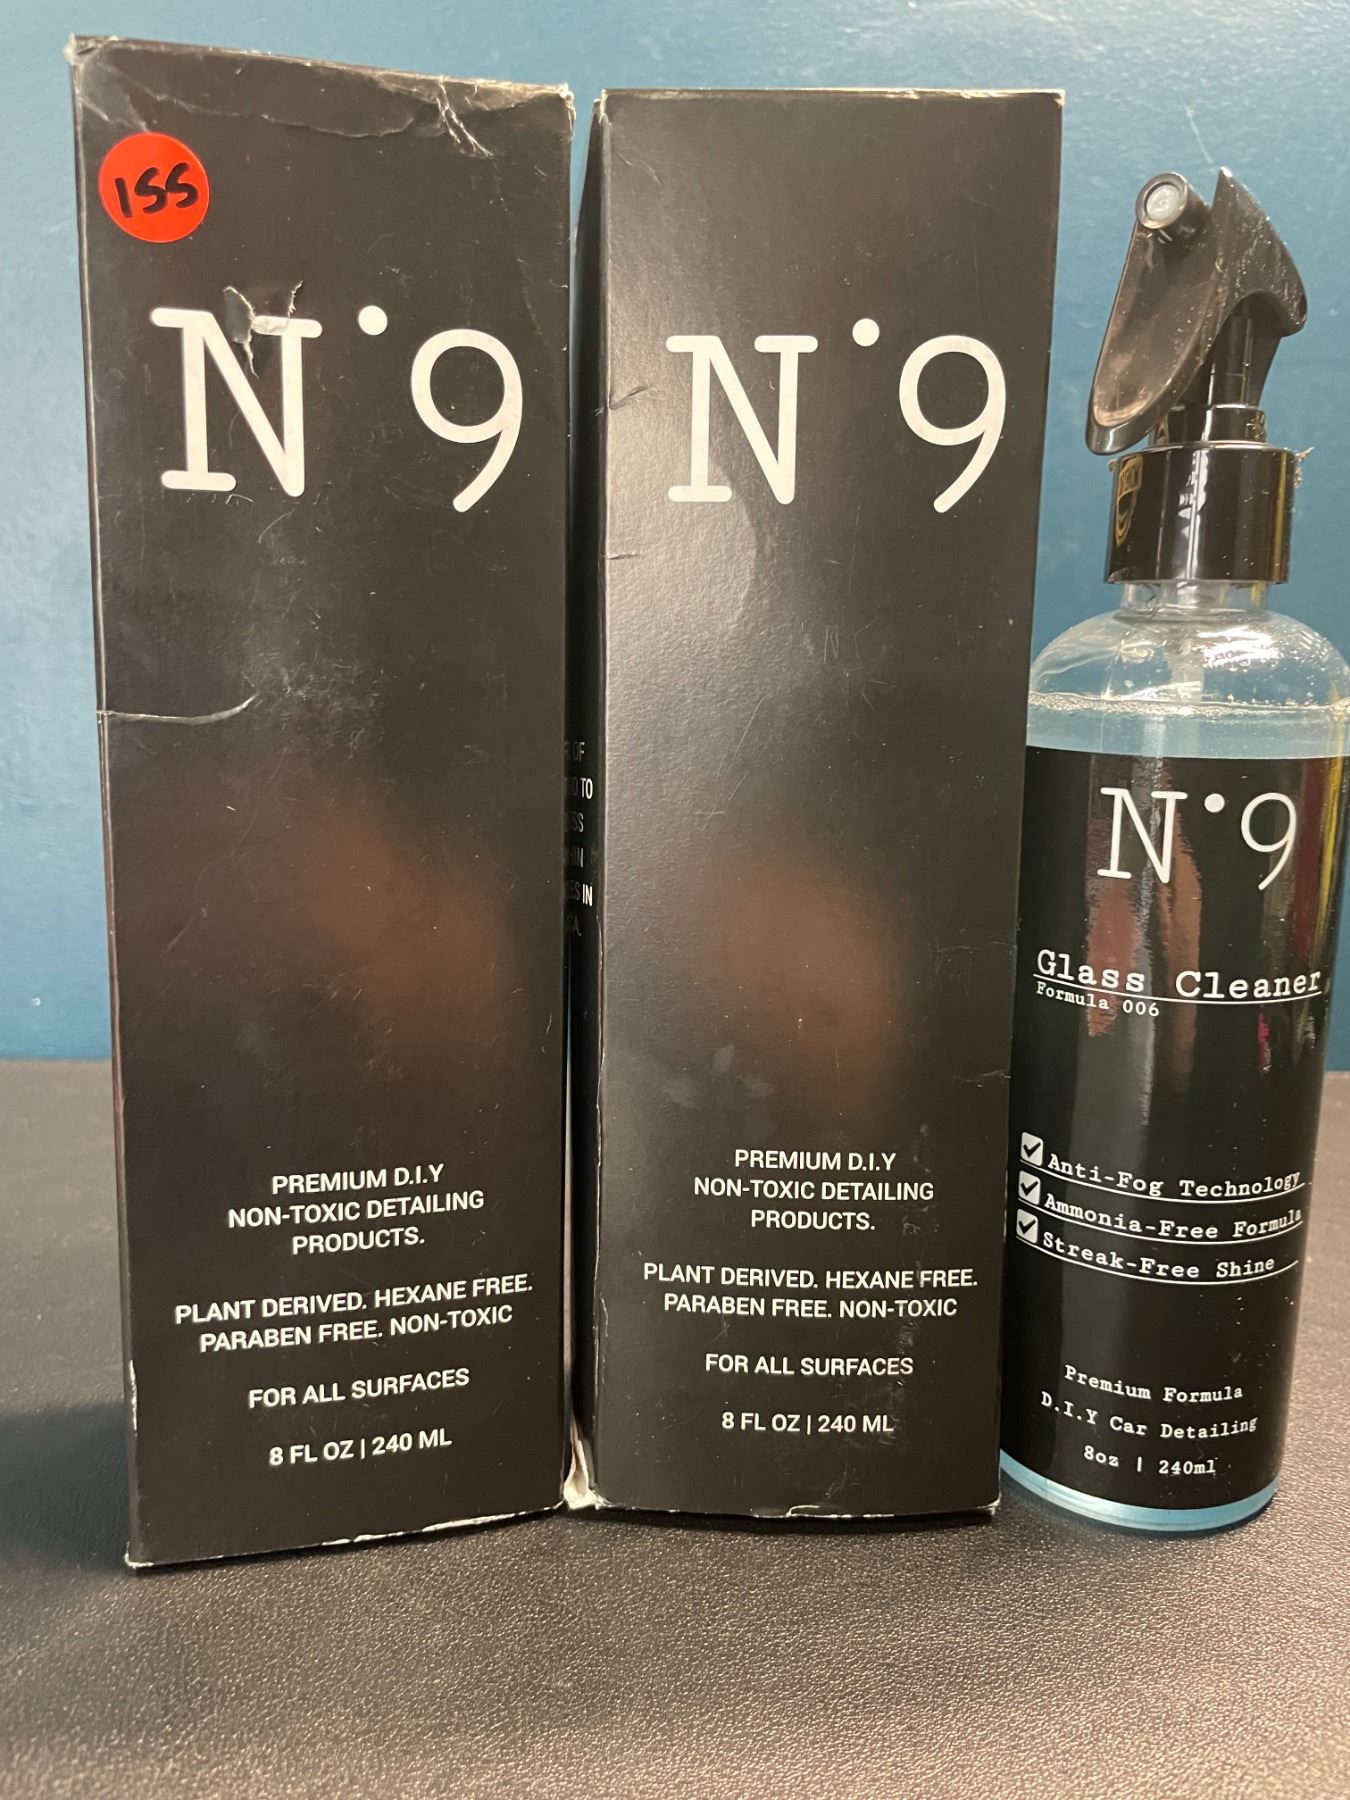 155
N°9
PREMIUM D.I.Y
NON-TOXIC DETAILING
PRODUCTS.
PLANT DERIVED. HEXANE FREE.
PARABEN FREE. NON-TOXIC
FOR ALL SURFACES
8 FL OZ | 240 ML
OF
TO
IN
N°9
PREMIUM D.I.Y
NON-TOXIC DETAILING
PRODUCTS.
PLANT DERIVED. HEXANE FREE.
PARABEN FREE. NON-TOXIC
FOR ALL SURFACES
8 FL OZ | 240 ML
N°9
Glass Cleaner
Formula 006
Anti-Fog Technology
Ammonia-Free Formula
Streak-Free Shine
Premium Formula
D.I.Y Car Detailing
8oz | 240ml